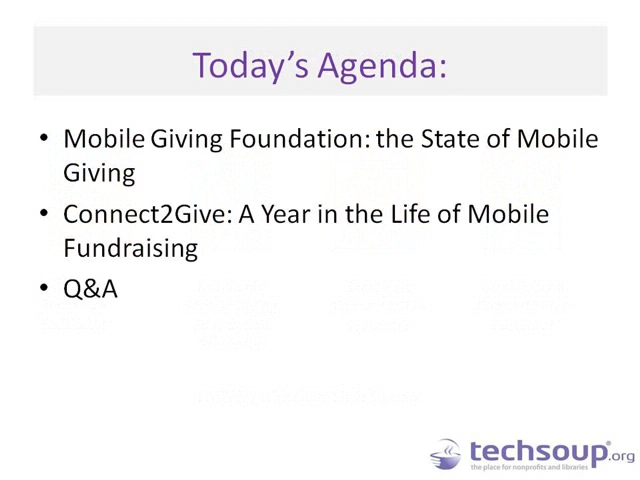 Today's Agenda:
• Mobile Giving Foundation: the State of Mobile
Giving
• Connect2Give: A Year in the Life of Mobile
Fundraising
• Q&A
techsoup®.org
the place for nonprofits and libraries